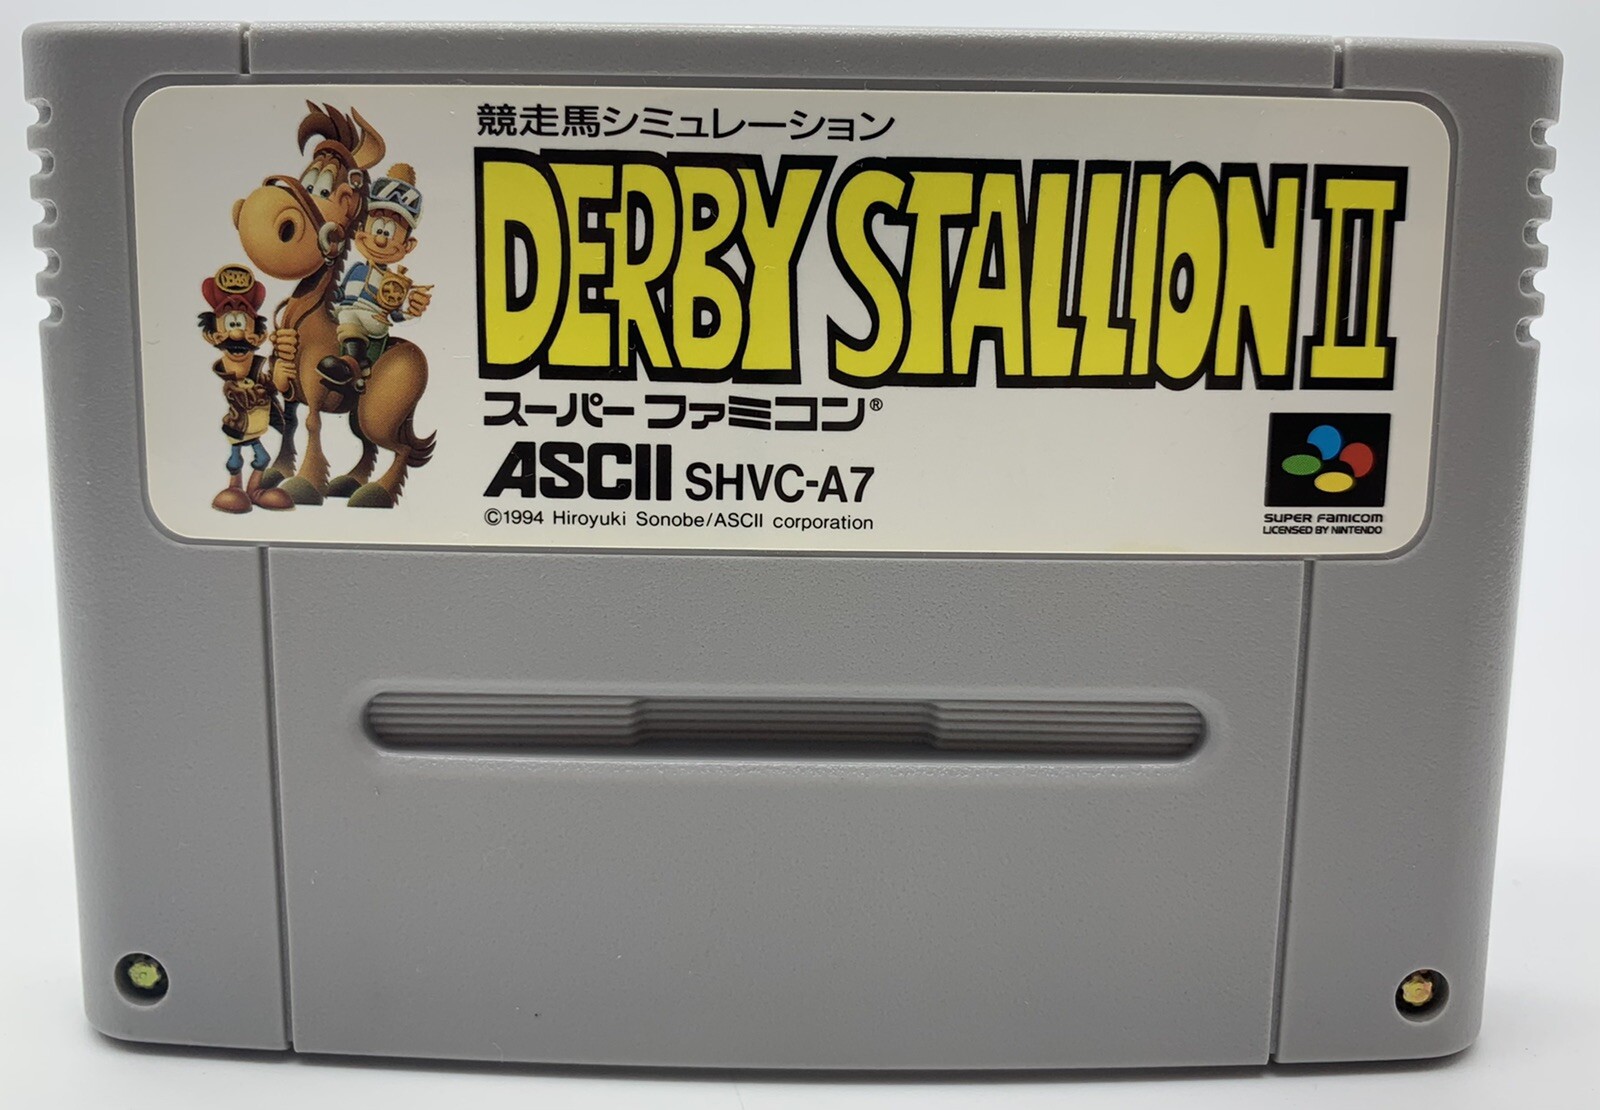 競走馬シミュレーション
DERBY STALLION II
DERBY
スーパーファミコン®
ASCII SHVC-A7
©1994 Hiroyuki Sonobe/ASCII corporation
SUPER FAMICOM
LICENSED BY NINTENDO